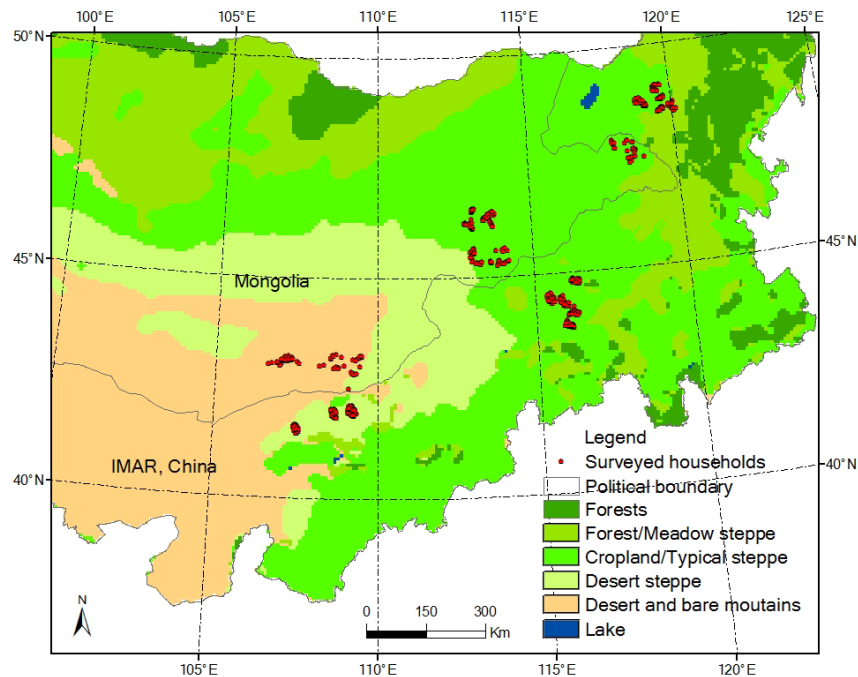 100°E 105°E 110°E 115°E 120°E 125°E
50°N
45°N
45°N
Mongolia
IMAR, China
40°N
40°N
Legend
Surveyed households
Political boundary
Forests
Forest/Meadow steppe
Cropland/Typical steppe
Desert steppe
Desert and bare moutains
Lake
N
0 150 300
Km
105°E 110°E 115°E 120°E